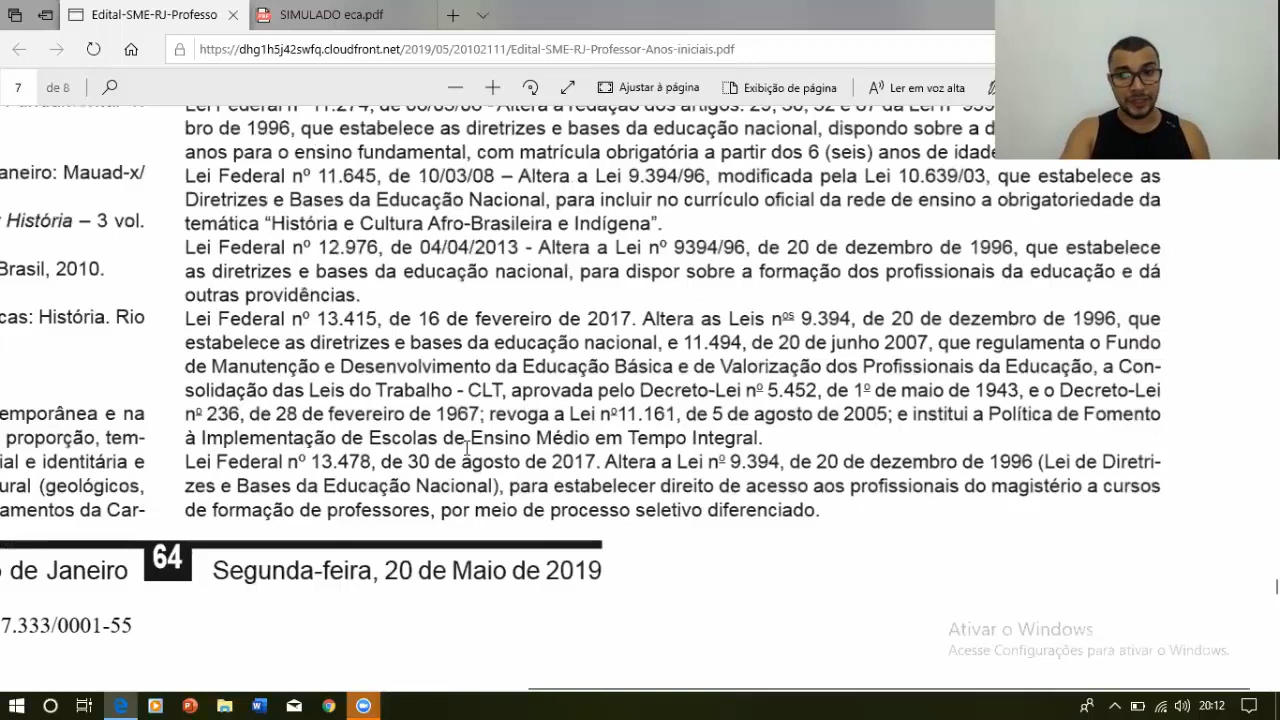 Edital-SME-RJ-Professo
SIMULADO eca.pdf
https://dhg1h5j42swfq.cloudfront.net/2019/05/20102111/Edital-SME-RJ-Professor-Anos-iniciais.pdf
7 de 8
Ajustar à página
Exibição de página
Ler em voz alta
bro de 1996, que estabelece as diretrizes e bases da educação nacional, dispondo sobre a d
anos para o ensino fundamental, com matrícula obrigatória a partir dos 6 (seis) anos de idade
aneiro: Mauad-x/
Lei Federal nº 11.645, de 10/03/08 – Altera a Lei 9.394/96, modificada pela Lei 10.639/03, que estabelece as
Diretrizes e Bases da Educação Nacional, para incluir no currículo oficial da rede de ensino a obrigatoriedade da
r História – 3 vol.
temática “História e Cultura Afro-Brasileira e Indígena”.
Lei Federal nº 12.976, de 04/04/2013 - Altera a Lei nº 9394/96, de 20 de dezembro de 1996, que estabelece
Brasil, 2010.
as diretrizes e bases da educação nacional, para dispor sobre a formação dos profissionais da educação e dá
outras providências.
cas: História. Rio
Lei Federal nº 13.415, de 16 de fevereiro de 2017. Altera as Leis nos 9.394, de 20 de dezembro de 1996, que
estabelece as diretrizes e bases da educação nacional, e 11.494, de 20 de junho 2007, que regulamenta o Fundo
de Manutenção e Desenvolvimento da Educação Básica e de Valorização dos Profissionais da Educação, a Con-
solidação das Leis do Trabalho - CLT, aprovada pelo Decreto-Lei nº 5.452, de 1º de maio de 1943, e o Decreto-Lei
emporânea e na
nº 236, de 28 de fevereiro de 1967; revoga a Lei nº11.161, de 5 de agosto de 2005; e institui a Política de Fomento
proporção, tem-
à Implementação de Escolas de Ensino Médio em Tempo Integral.
ial e identitária e
Lei Federal nº 13.478, de 30 de agosto de 2017. Altera a Lei nº 9.394, de 20 de dezembro de 1996 (Lei de Diretri-
ural (geológicos,
zes e Bases da Educação Nacional), para estabelecer direito de acesso aos profissionais do magistério a cursos
amentos da Car-
de formação de professores, por meio de processo seletivo diferenciado.
o de Janeiro 64 Segunda-feira, 20 de Maio de 2019
7.333/0001-55
Ativar o Windows
Acesse Configurações para ativar o Windows.
20:12